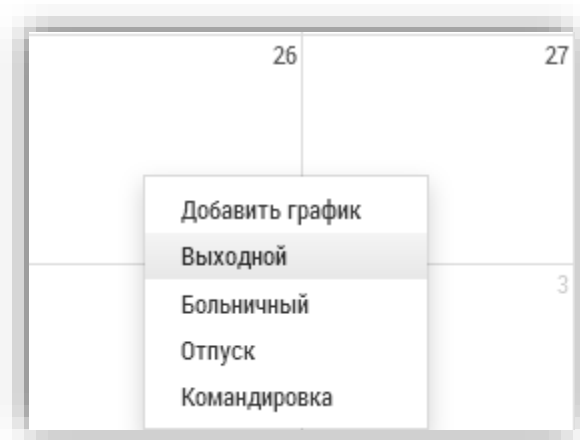 26 27
Добавить график
Выходной
Больничный
3
Отпуск
Командировка